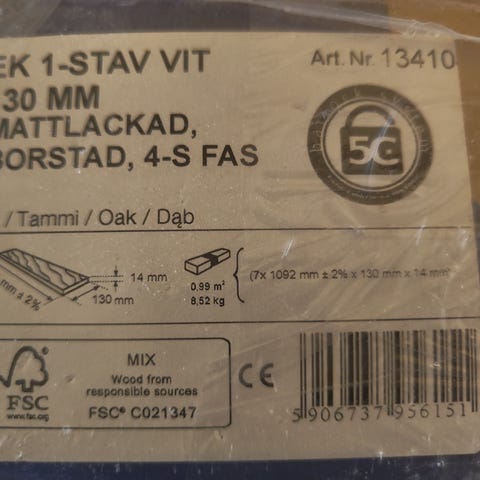 EK 1-STAV VIT
Art. Nr. 13410
30 MM
MATTLACKAD,
BORSTAD, 4-S FAS
5C
/ Tammi / Oak / Dąb
14 mm
130 mm
mm ± 2%
0,99 m²
8,52 kg
(7x 1092 mm ± 2% x 130 mm x 14 mm)
FSC
www.fsc.org
MIX
Wood from
responsible sources
FSC® C021347
CE
5 906737 956151